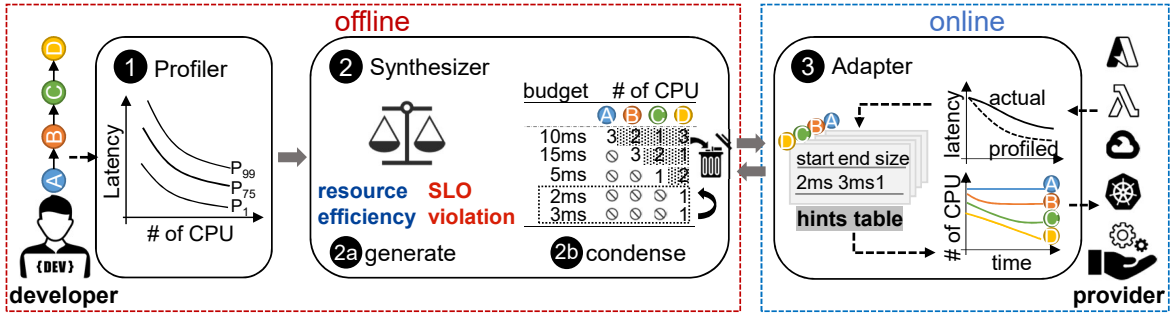 offline
online
D
C
B
A
{DEV}
developer
1 Profiler
Latency
P99
P75
P1
# of CPU
2 Synthesizer
resource efficiency
SLO violation
2a generate
budget # of CPU
A B C D
10ms 3 2 1 3
15ms 3 2 1
5ms 1 2
2ms 1
3ms 1
2b condense
3 Adapter
D C B A
start end size
2ms 3ms1
hints table
latency
actual
profiled
# of CPU
A
B
C
D
time
provider